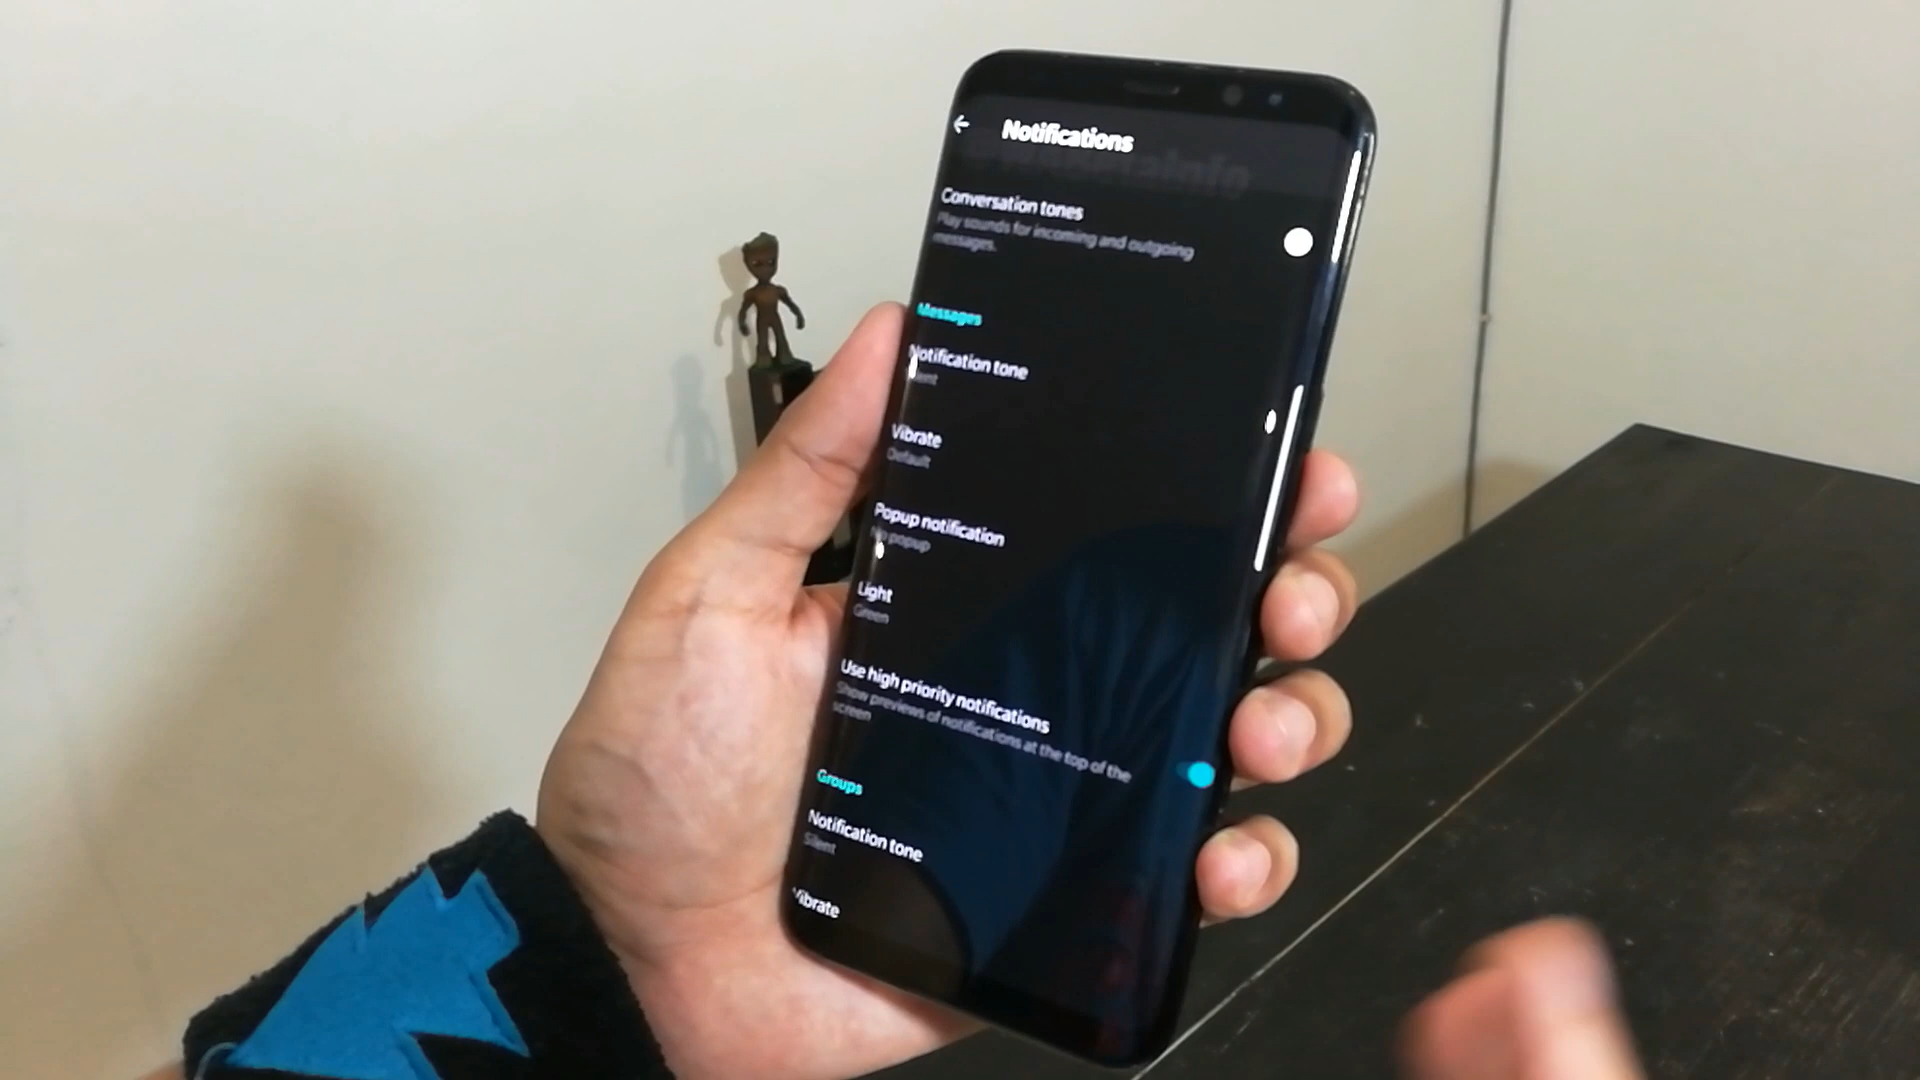 Notifications
Conversation tones
Play sounds for incoming and outgoing
messages.
Messages
Notification tone
Silent
Vibrate
Default
Popup notification
No popup
Light
Green
Use high priority notifications
Show previews of notifications at the top of the
screen
Groups
Notification tone
Silent
Vibrate